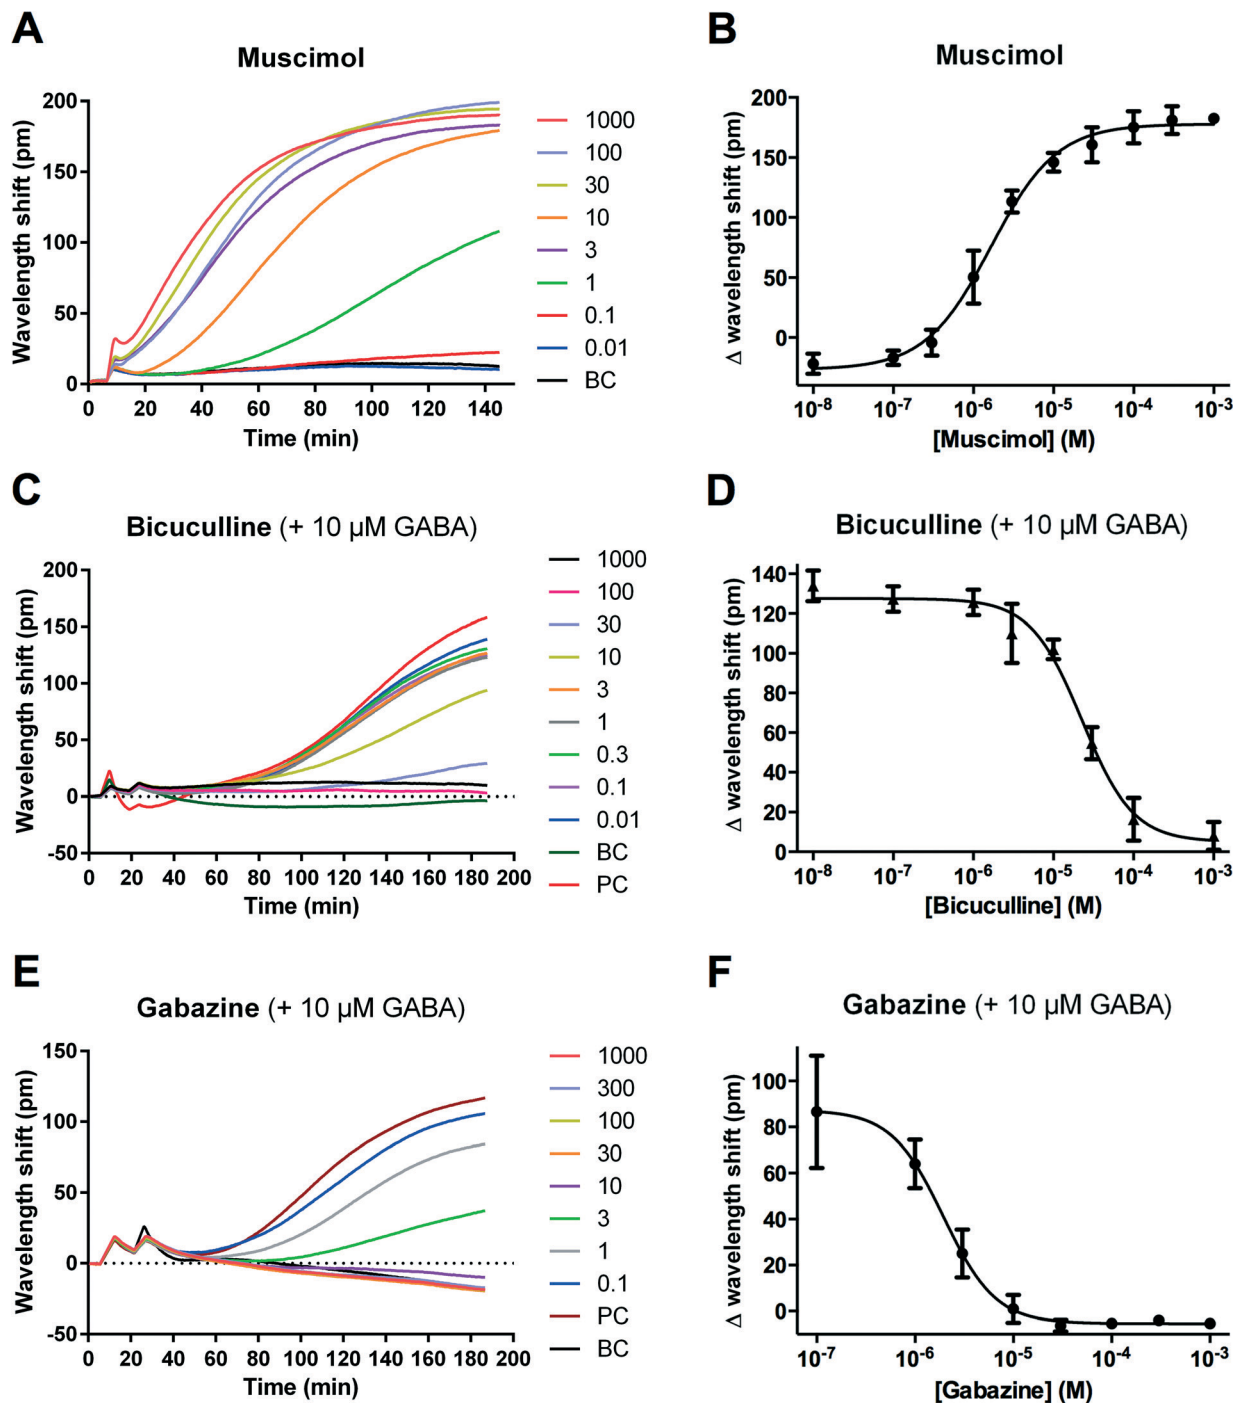 A
Muscimol
Wavelength shift (pm)
200
150
100
50
0
0 20 40 60 80 100 120 140
Time (min)
1000
100
30
10
3
1
0.1
0.01
BC
B
Muscimol
Δ wavelength shift (pm)
200
150
100
50
0
10-8 10-7 10-6 10-5 10-4 10-3
[Muscimol] (M)
C
Bicuculline (+ 10 µM GABA)
Wavelength shift (pm)
200
150
100
50
0
-50
0 20 40 60 80 100 120 140 160 180 200
Time (min)
1000
100
30
10
3
1
0.3
0.1
0.01
BC
PC
D
Bicuculline (+ 10 µM GABA)
Δ wavelength shift (pm)
140
120
100
80
60
40
20
0
10-8 10-7 10-6 10-5 10-4 10-3
[Bicuculline] (M)
E
Gabazine (+ 10 µM GABA)
Wavelength shift (pm)
150
100
50
0
-50
0 20 40 60 80 100 120 140 160 180 200
Time (min)
1000
300
100
30
10
3
1
0.1
PC
BC
F
Gabazine (+ 10 µM GABA)
Δ wavelength shift (pm)
100
80
60
40
20
0
10-7 10-6 10-5 10-4 10-3
[Gabazine] (M)